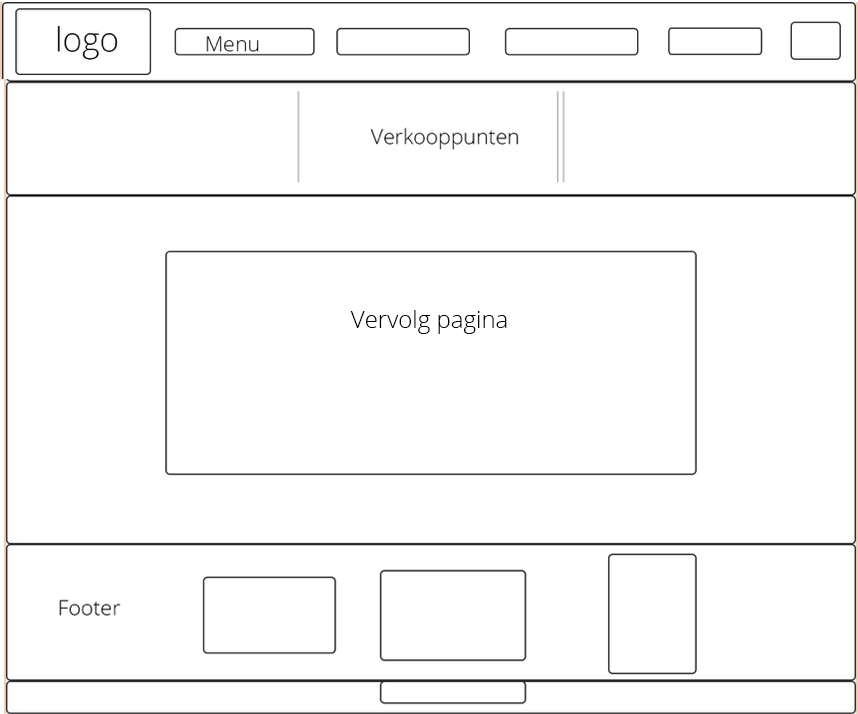 logo
Menu
Verkooppunten
Vervolg pagina
Footer